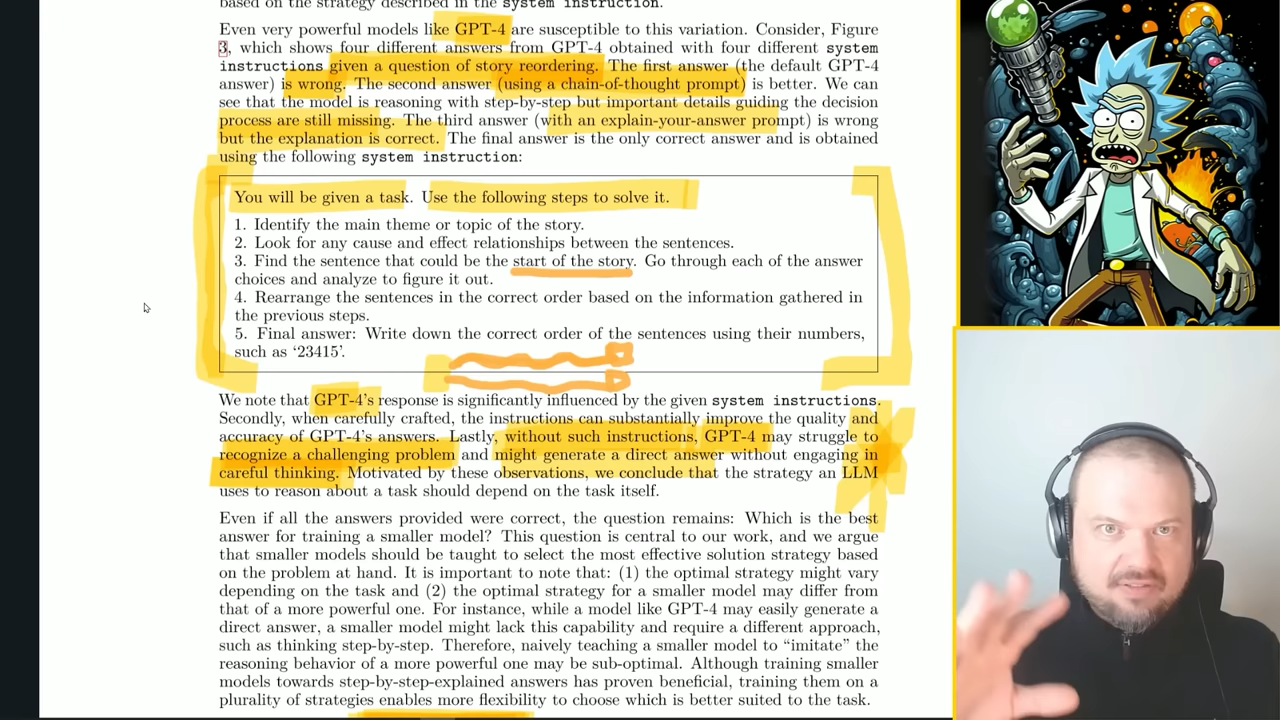 based on the strategy described in the system instruction.
Even very powerful models like GPT-4 are susceptible to this variation. Consider, Figure
3, which shows four different answers from GPT-4 obtained with four different system
instructions given a question of story reordering. The first answer (the default GPT-4
answer) is wrong. The second answer (using a chain-of-thought prompt) is better. We can
see that the model is reasoning with step-by-step but important details guiding the decision
process are still missing. The third answer (with an explain-your-answer prompt) is wrong
but the explanation is correct. The final answer is the only correct answer and is obtained
using the following system instruction:
You will be given a task. Use the following steps to solve it.
1. Identify the main theme or topic of the story.
2. Look for any cause and effect relationships between the sentences.
3. Find the sentence that could be the start of the story. Go through each of the answer
choices and analyze to figure it out.
4. Rearrange the sentences in the correct order based on the information gathered in
the previous steps.
5. Final answer: Write down the correct order of the sentences using their numbers,
such as ‘23415’.
We note that GPT-4’s response is significantly influenced by the given system instructions.
Secondly, when carefully crafted, the instructions can substantially improve the quality and
accuracy of GPT-4’s answers. Lastly, without such instructions, GPT-4 may struggle to
recognize a challenging problem and might generate a direct answer without engaging in
careful thinking. Motivated by these observations, we conclude that the strategy an LLM
uses to reason about a task should depend on the task itself.
Even if all the answers provided were correct, the question remains: Which is the best
answer for training a smaller model? This question is central to our work, and we argue
that smaller models should be taught to select the most effective solution strategy based
on the problem at hand. It is important to note that: (1) the optimal strategy might vary
depending on the task and (2) the optimal strategy for a smaller model may differ from
that of a more powerful one. For instance, while a model like GPT-4 may easily generate a
direct answer, a smaller model might lack this capability and require a different approach,
such as thinking step-by-step. Therefore, naively teaching a smaller model to “imitate” the
reasoning behavior of a more powerful one may be sub-optimal. Although training smaller
models towards step-by-step-explained answers has proven beneficial, training them on a
plurality of strategies enables more flexibility to choose which is better suited to the task.